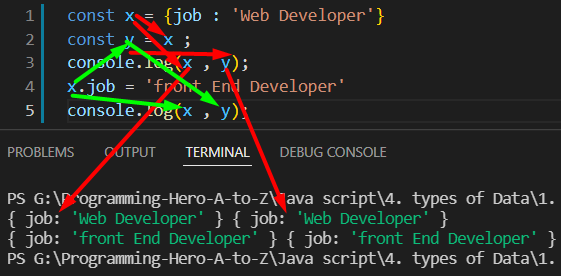 1 const x = {job : 'Web Developer'}
2 const y = x ;
3 console.log(x , y);
4 x.job = 'front End Developer'
5 console.log(x , y);
PROBLEMS OUTPUT TERMINAL DEBUG CONSOLE
PS G:\Programming-Hero-A-to-Z\Java script\4. types of Data\1.
{ job: 'Web Developer' } { job: 'Web Developer' }
{ job: 'front End Developer' } { job: 'front End Developer' }
PS G:\Programming-Hero-A-to-Z\Java script\4. types of Data\1.